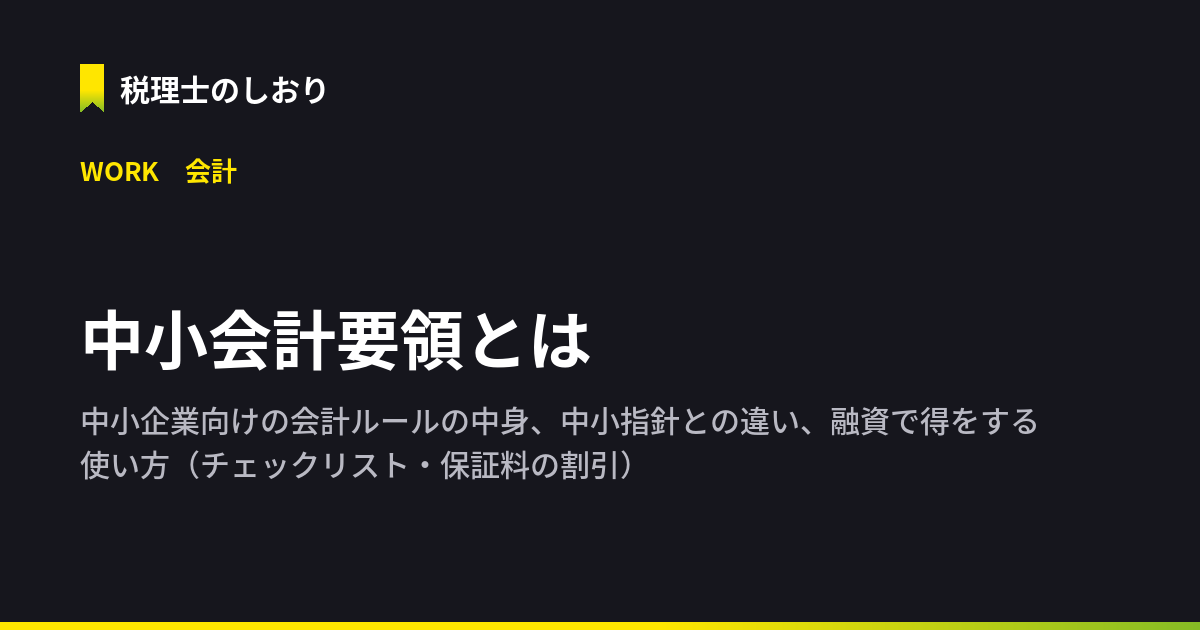 税理士のしおり
WORK 会計
中小会計要領とは
中小企業向けの会計ルールの中身、中小指針との違い、融資で得をする
使い方（チェックリスト・保証料の割引）